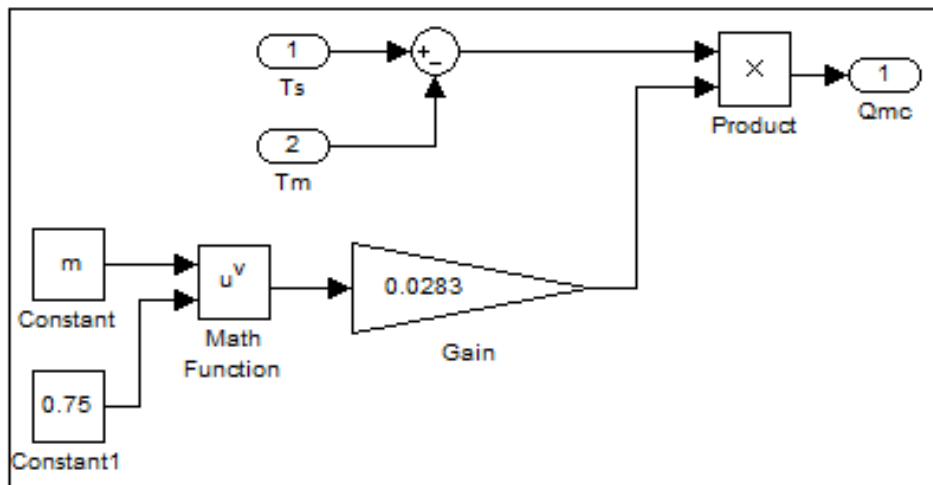 1
Ts
+
−
2
Tm
×
Product
1
Qmc
m
Constant
u^v
Math
Function
0.0283
Gain
0.75
Constant1